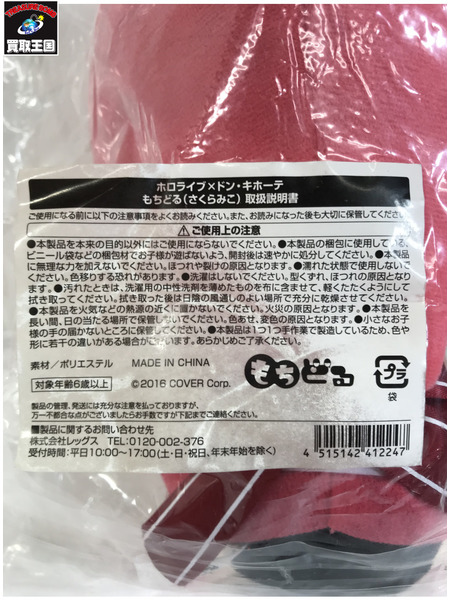 買取王国
ホロライブ×ドン・キホーテ
もちどる(さくらみこ) 取扱説明書
ご使用になる前に以下の注意事項をよくお読みください。また、お読みになった後も大切に保管してください。
⚠ご使用上の注意
●本製品を本来の目的以外にはご使用にならないでください。●本製品の梱包に使用している、
ビニール袋などの梱包材でお子様が遊ばないよう、開封後は速やかに処分してください。●本製品
に無理な力を加えないでください。ほつれや裂けの原因となります。●濡れた状態で使用しない
でください。色移りする恐れがあります。●洗濯はしないでください。型くずれ、ほつれの原因となり
ます。●汚れたときは、洗濯用の中性洗剤を薄めたものを布に含ませて、軽くたたくようにして
拭き取ってください。拭き取った後は日陰の風通しのよい場所で充分に乾燥させてください。
●本製品を火気などの熱源の近くに置かないでください。火災の原因となります。●本製品を
長い間、日の当たる場所で保管しないでください。色あせ、変色の原因となります。●小さなお子
様の手の届かないところに保管してください。●本製品は1つ1つ手作業で製造しているため、色や
形に若干の違いがある場合がございます。あらかじめご了承ください。
素材/ポリエステル MADE IN CHINA
対象年齢6歳以上 ©2016 COVER Corp.
もちどる
プラ
袋
製品の管理、発送には充分な注意を払っておりますが、
万一不都合な点がございましたらお手数ですが下記までご連絡ください。
■製品に関するお問い合わせ先
株式会社レッグス TEL:0120-002-376
受付時間:平日10:00~17:00(土・日・祝日、年末年始を除く)
4 515142 412247